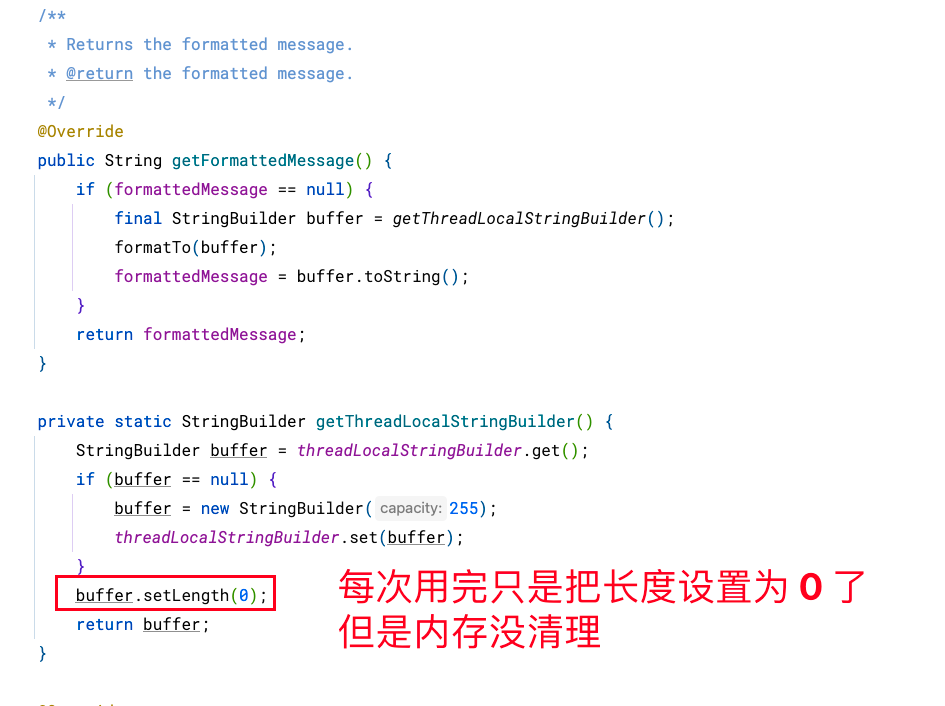 /**
* Returns the formatted message.
* @return the formatted message.
*/
@Override
public String getFormattedMessage() {
if (formattedMessage == null) {
final StringBuilder buffer = getThreadLocalStringBuilder();
formatTo(buffer);
formattedMessage = buffer.toString();
}
return formattedMessage;
}
private static StringBuilder getThreadLocalStringBuilder() {
StringBuilder buffer = threadLocalStringBuilder.get();
if (buffer == null) {
buffer = new StringBuilder( capacity: 255);
threadLocalStringBuilder.set(buffer);
}
buffer.setLength(0);
return buffer;
}
每次用完只是把长度设置为 0 了
但是内存没清理